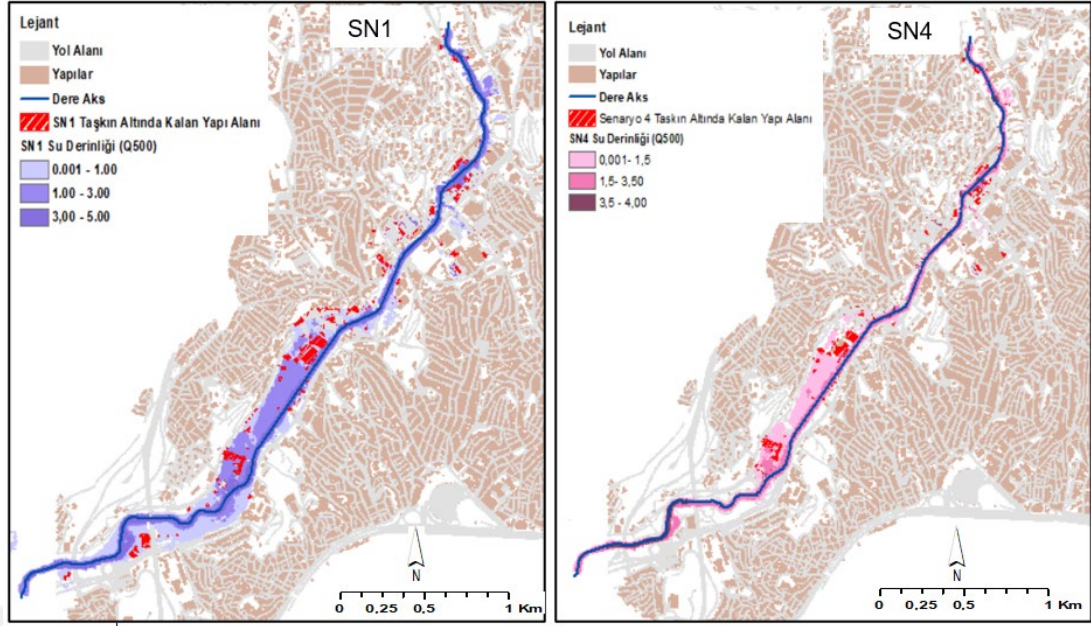 SN1
Lejant
Yol Alanı
Yapılar
Dere Aks
SN1 Taşkın Altında Kalan Yapı Alanı
SN1 Su Derinliği (Q500)
0.001 - 1.00
1.00 - 3.00
3,00 - 5.00
N
0 0,25 0,5 1 Km
SN4
Lejant
Yol Alanı
Yapılar
Dere Aks
Senaryo 4 Taskın Altında Kalan Yapı Alanı
SN4 Su Derinliği (Q500)
0,001- 1,5
1,5- 3,50
3,5 - 4,00
N
0 0,25 0,5 1 Km